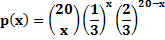 p(x) = (20 x) (1/3)^x (2/3)^20-x